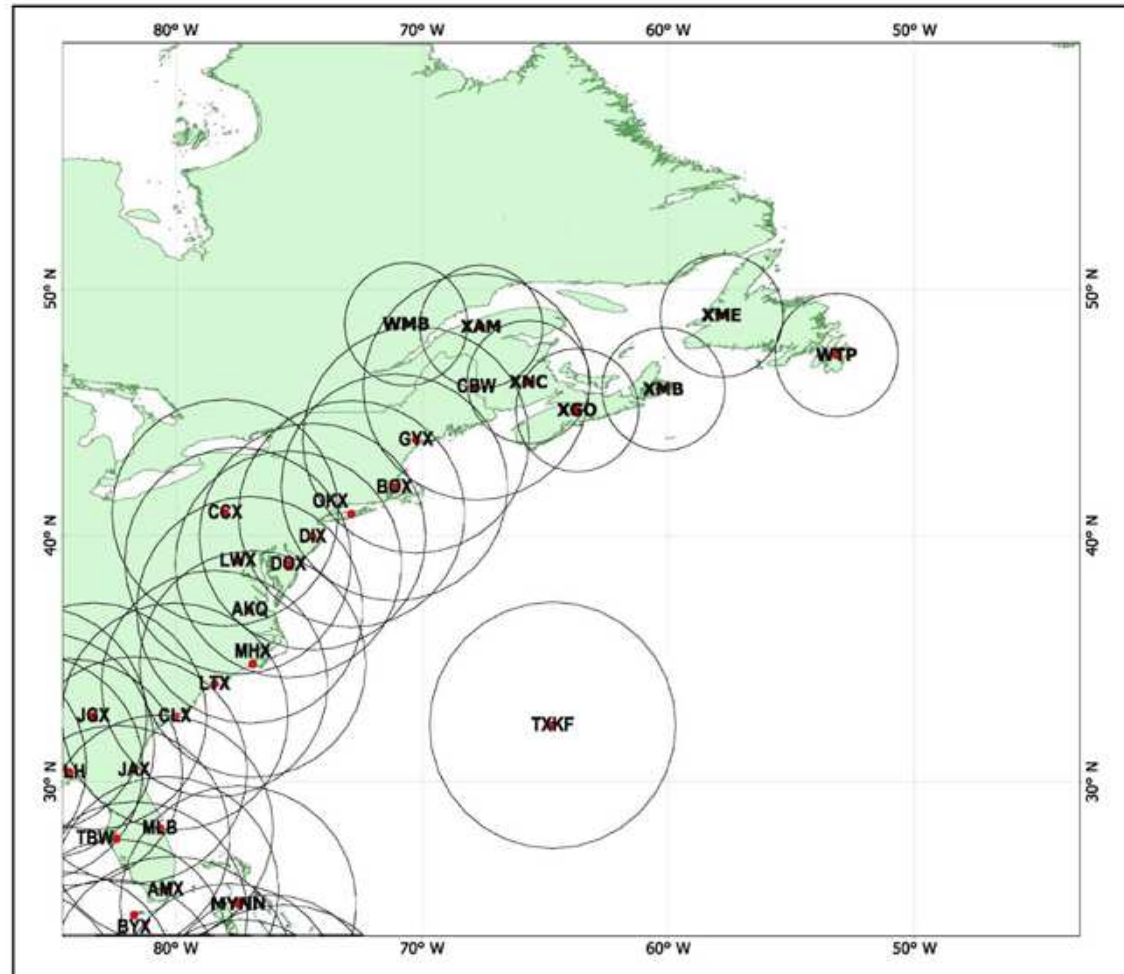 80° W 70° W 60° W 50° W
50° N 50° N
WMB XAM XME
WTP
CBW XNC XMB
XGO
GYX
BOX
OKX
CCX
40° N 40° N
DIX
LWX DOX
AKQ
MHX
LTX
JGX CLX TXKF
30° N 30° N
LH JAX
TBW MLB
AMX MYNN
BYX
80° W 70° W 60° W 50° W